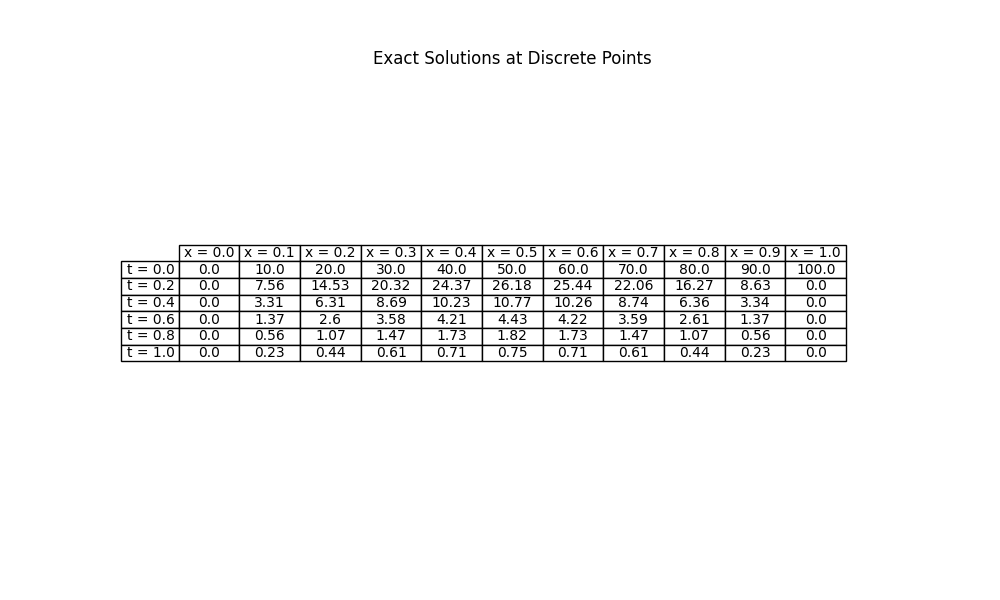 Exact Solutions at Discrete Points
x = 0.0 x = 0.1 x = 0.2 x = 0.3 x = 0.4 x = 0.5 x = 0.6 x = 0.7 x = 0.8 x = 0.9 x = 1.0
t = 0.0 0.0 10.0 20.0 30.0 40.0 50.0 60.0 70.0 80.0 90.0 100.0
t = 0.2 0.0 7.56 14.53 20.32 24.37 26.18 25.44 22.06 16.27 8.63 0.0
t = 0.4 0.0 3.31 6.31 8.69 10.23 10.77 10.26 8.74 6.36 3.34 0.0
t = 0.6 0.0 1.37 2.6 3.58 4.21 4.43 4.22 3.59 2.61 1.37 0.0
t = 0.8 0.0 0.56 1.07 1.47 1.73 1.82 1.73 1.47 1.07 0.56 0.0
t = 1.0 0.0 0.23 0.44 0.61 0.71 0.75 0.71 0.61 0.44 0.23 0.0